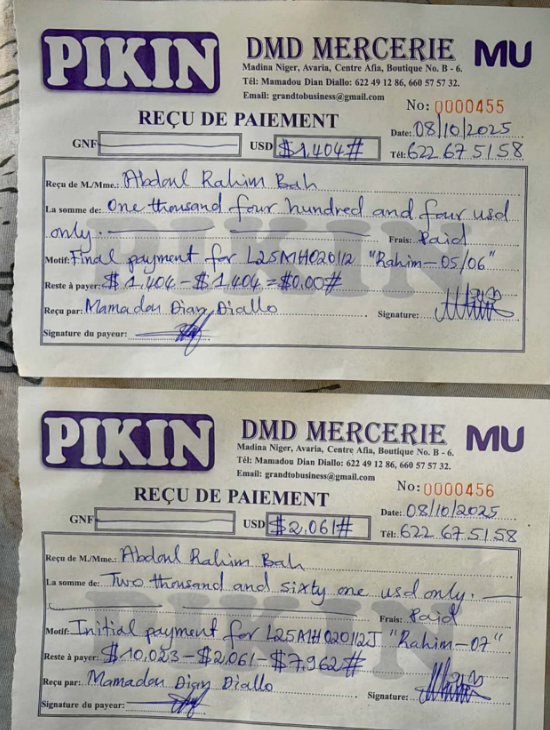 PIKIN
DMD MERCERIE MU
Madina Niger, Avaria, Centre Afia, Boutique No. B - 6.
Tél: Mamadou Dian Diallo: 622 49 12 86, 660 57 57 32.
Email: grandtobusiness@gmail.com
No: 0000455
REÇU DE PAIEMENT
Date: 08/10/2025
GNF USD $1,404#
Tél: 622 67 51 58
Reçu de M./Mme.: Abdoul Rahim Bah
La somme de: One thousand four hundred and four usd
only. Frais: Paid
Motif: Final payment for L25MH020112 "Rahim-05/06"
Reste à payer: $1,404 - $1,404 = $0.00#
Reçu par: Mamadou Dian Diallo Signature:
Signature du payeur:
PIKIN
PIKIN
DMD MERCERIE MU
Madina Niger, Avaria, Centre Afia, Boutique No. B - 6.
Tél: Mamadou Dian Diallo: 622 49 12 86, 660 57 57 32.
Email: grandtobusiness@gmail.com
No: 0000456
REÇU DE PAIEMENT
Date: 08/10/2025
GNF USD $2,061#
Tél: 622 67 51 58
Reçu de M./Mme.: Abdoul Rahim Bah
La somme de: Two thousand and sixty one usd only.
Frais: Paid
Motif: Initial payment for L25MH020112J "Rahim-07"
Reste à payer: $10,023 - $2,061 - $7,962#
Reçu par: Mamadou Dian Diallo Signature:
Signature du payeur:
PIKIN